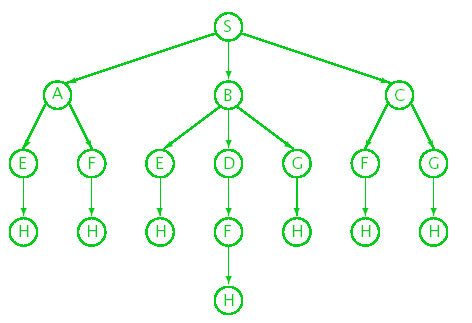 S
A B C
E F E D G F G
H H H F H H H
H